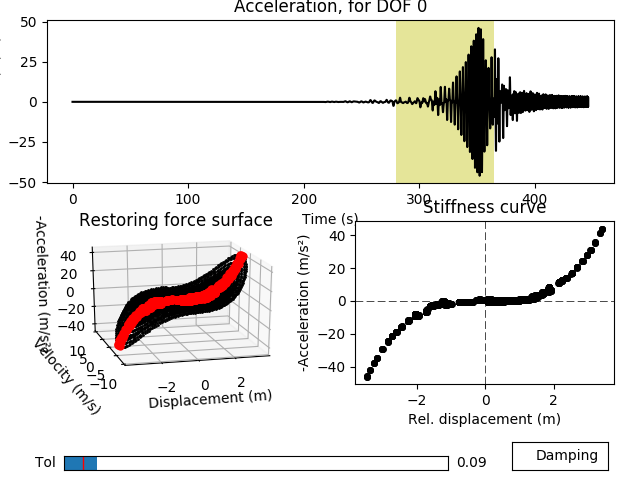 Acceleration, for DOF 0
50
25
0
−25
−50
0 100 200 300 400
Time (s)
Restoring force surface
-Acceleration (m/s²)
40
20
0
−20
−40
10
5
0
−5
−10
Velocity (m/s)
−2 0 2
Displacement (m)
Stiffness curve
-Acceleration (m/s²)
40
20
0
−20
−40
−2 0 2
Rel. displacement (m)
Tol 0.09
Damping